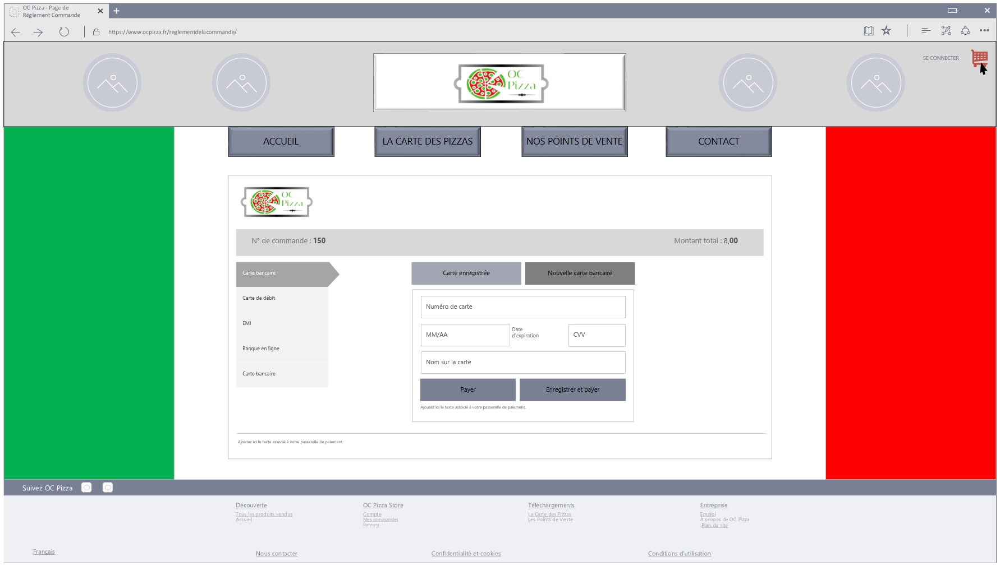 OC Pizza - Page de
Règlement Commande
https://www.ocpizza.fr/reglementdelacommande/
SE CONNECTER
OC
Pizza
ACCUEIL
LA CARTE DES PIZZAS
NOS POINTS DE VENTE
CONTACT
OC
Pizza
N° de commande : 150
Montant total : 8,00
Carte bancaire
Carte de débit
EMI
Banque en ligne
Carte bancaire
Carte enregistrée
Nouvelle carte bancaire
Numéro de carte
MM/AA
Date
d'expiration
CVV
Nom sur la carte
Payer
Enregistrer et payer
Ajoutez ici le texte associé à votre passerelle de paiement.
Ajoutez ici le texte associé à votre passerelle de paiement.
Suivez OC Pizza
Découverte
Tous les produits vendus
Accueil
OC Pizza Store
Compte
Mes commandes
Retours
Téléchargements
La Carte des Pizzas
Les Points de Vente
Entreprise
Emploi
À propos de OC Pizza
Plan du site
Français
Nous contacter
Confidentialité et cookies
Conditions d'utilisation